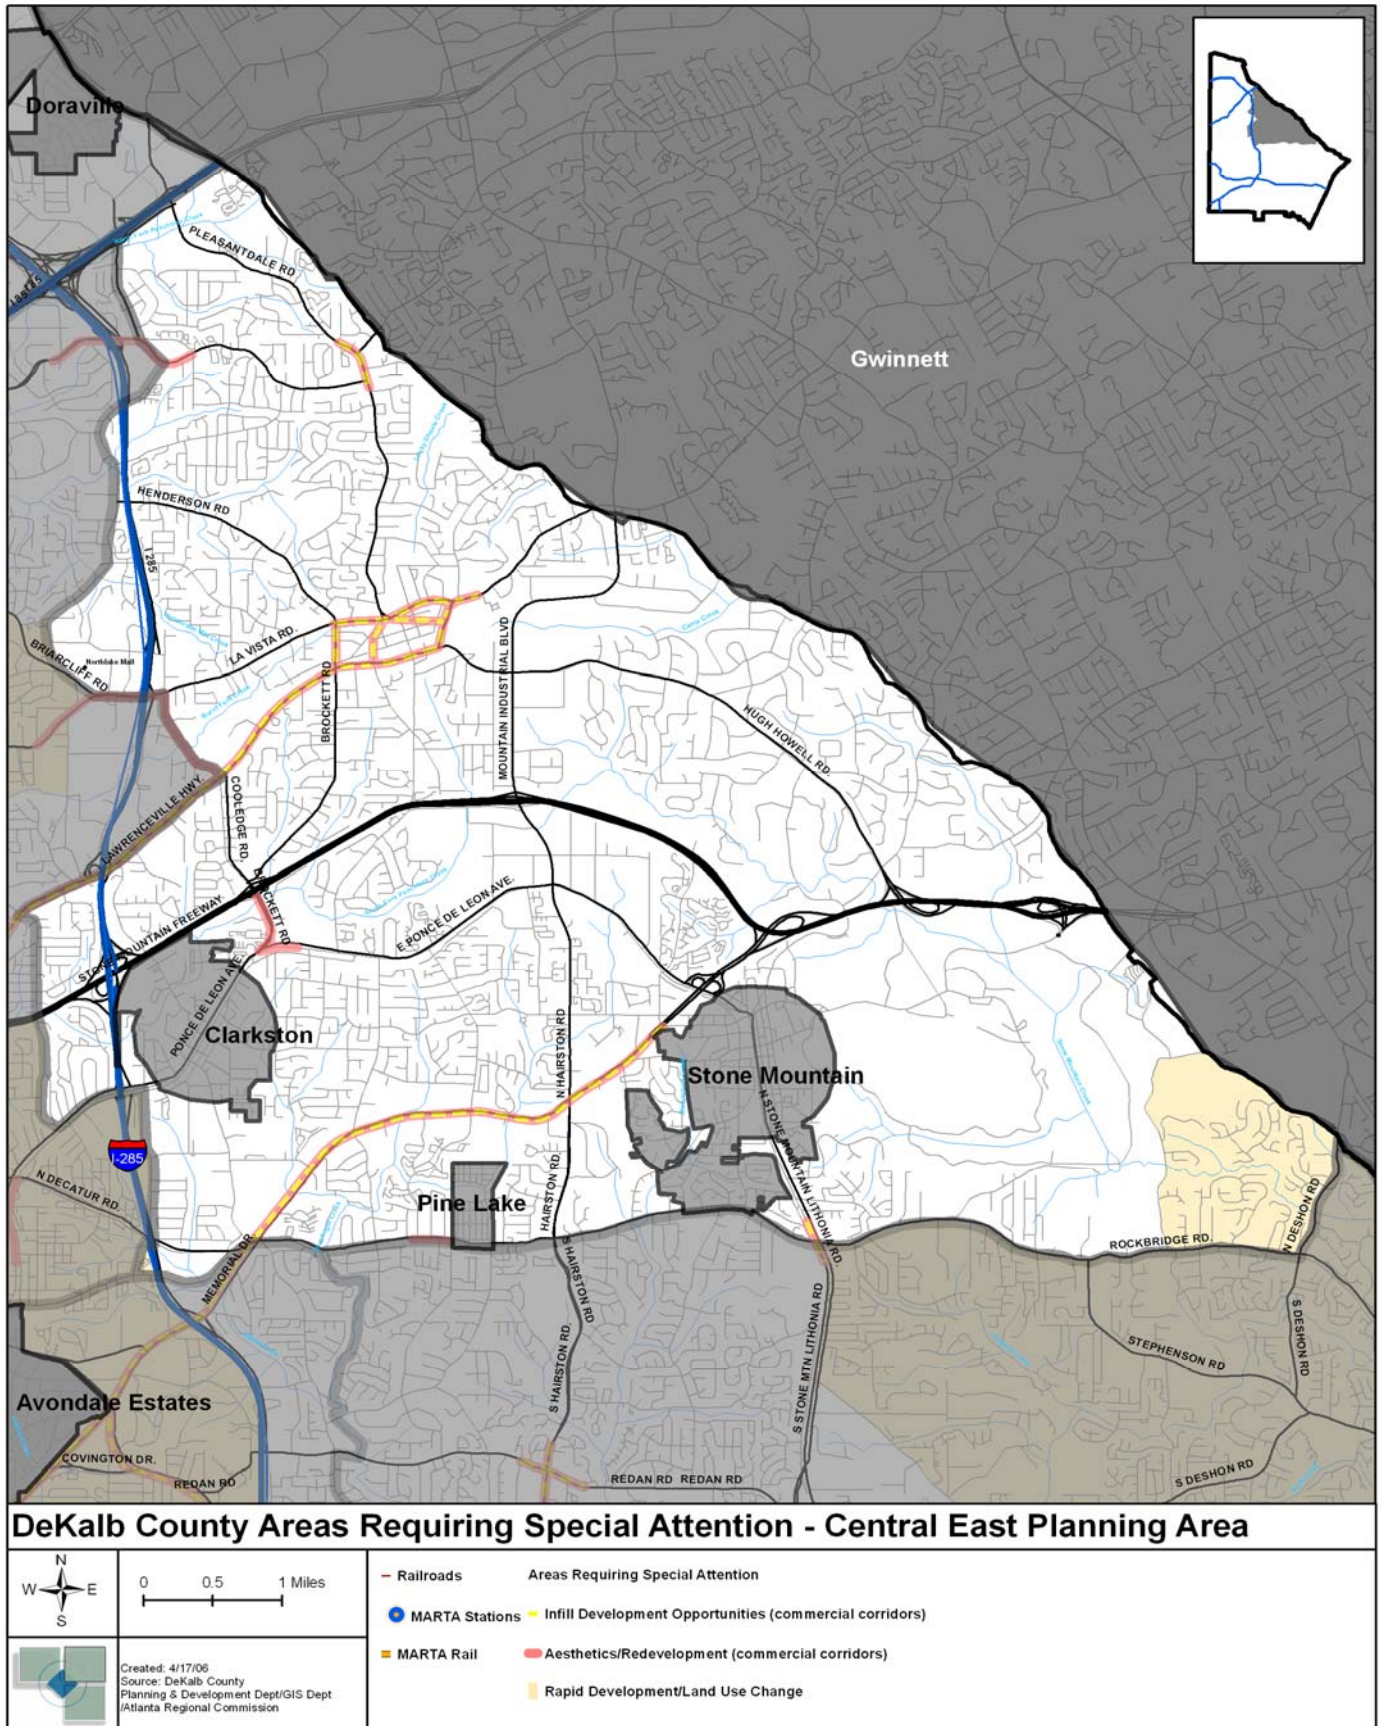 Doraville
PLEASANTDALE RD
Gwinnett
HENDERSON RD
I 285
BRIARCLIFF RD
Northlake Mall
LA VISTA RD.
BROCKETT RD
MOUNTAIN INDUSTRIAL BLVD
Camp Creek
HUGH HOWELL RD.
LAWRENCEVILLE HWY.
COOLEDGE RD.
STONE MOUNTAIN FREEWAY
E PONCE DE LEON AVE.
PONCE DE LEON AVE.
Clarkston
N HAIRSTON RD
Stone Mountain
Stone Mountain Creek
N STONE MOUNTAIN LITHONIA RD
I-285
N DECATUR RD.
Pine Lake
HAIRSTON RD.
MEMORIAL DR.
ROCKBRIDGE RD.
N DESHON RD
S HAIRSTON RD
S HAIRSTON RD.
S STONE MTN LITHONIA RD
STEPHENSON RD
S DESHON RD
Avondale Estates
COVINGTON DR.
REDAN RD
REDAN RD REDAN RD
S DESHON RD
DeKalb County Areas Requiring Special Attention - Central East Planning Area
N
W E
S
0 0.5 1 Miles
Created: 4/17/06
Source: DeKalb County
Planning & Development Dept/GIS Dept
/Atlanta Regional Commission
Railroads
MARTA Stations
MARTA Rail
Areas Requiring Special Attention
Infill Development Opportunities (commercial corridors)
Aesthetics/Redevelopment (commercial corridors)
Rapid Development/Land Use Change